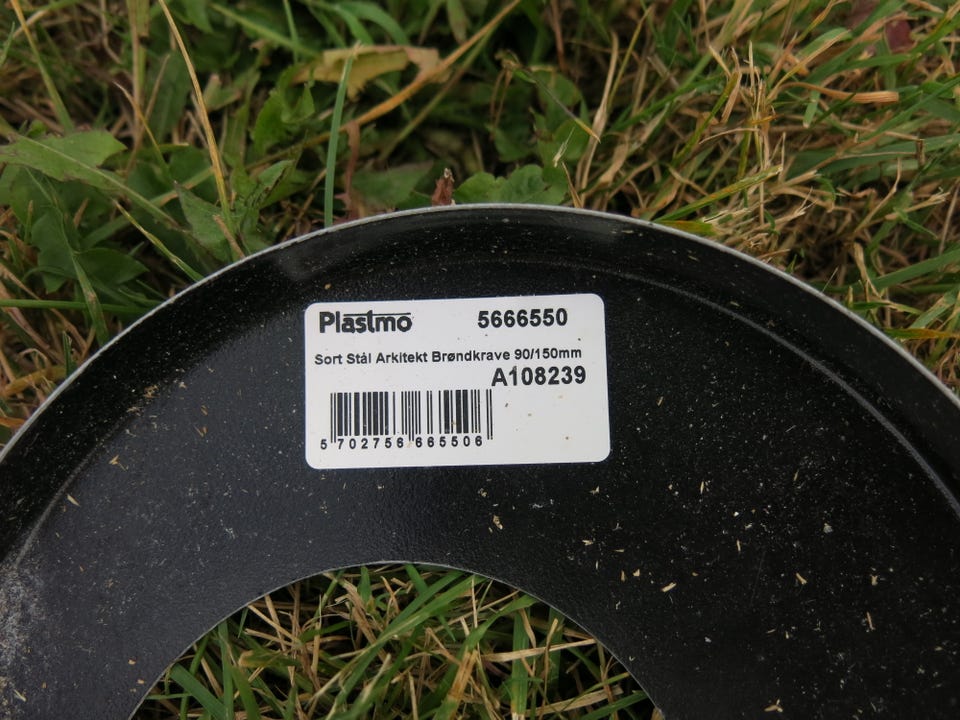 Plastmo 5666550
Sort Stål Arkitekt Brøndkrave 90/150mm
A108239
5 702756 665506